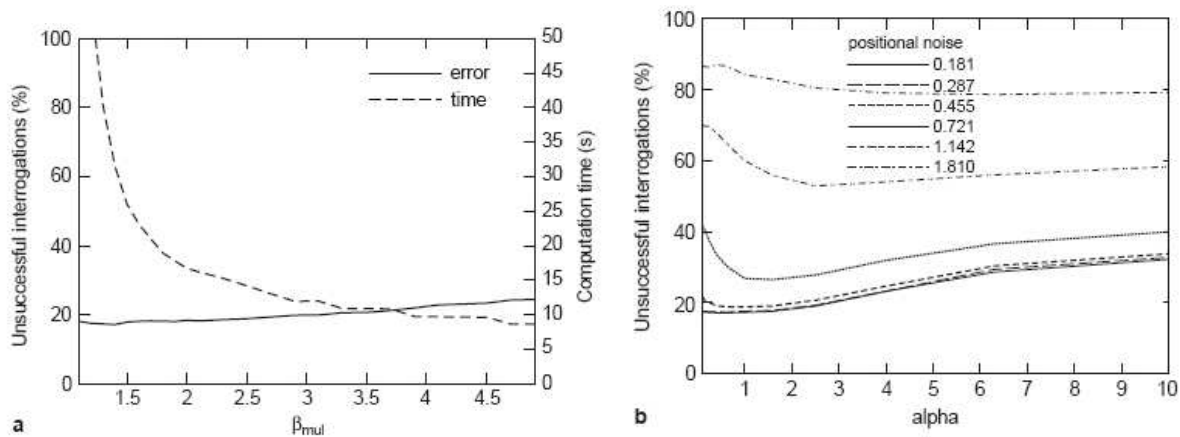 100
80
60
40
20
0
Unsuccessful interrogations (%)
error
time
50
45
40
35
30
25
20
15
10
5
0
Computation time (s)
1.5 2 2.5 3 3.5 4 4.5
βmul
a
100
80
60
40
20
0
Unsuccessful interrogations (%)
positional noise
0.181
0.287
0.455
0.721
1.142
1.810
1 2 3 4 5 6 7 8 9 10
alpha
b